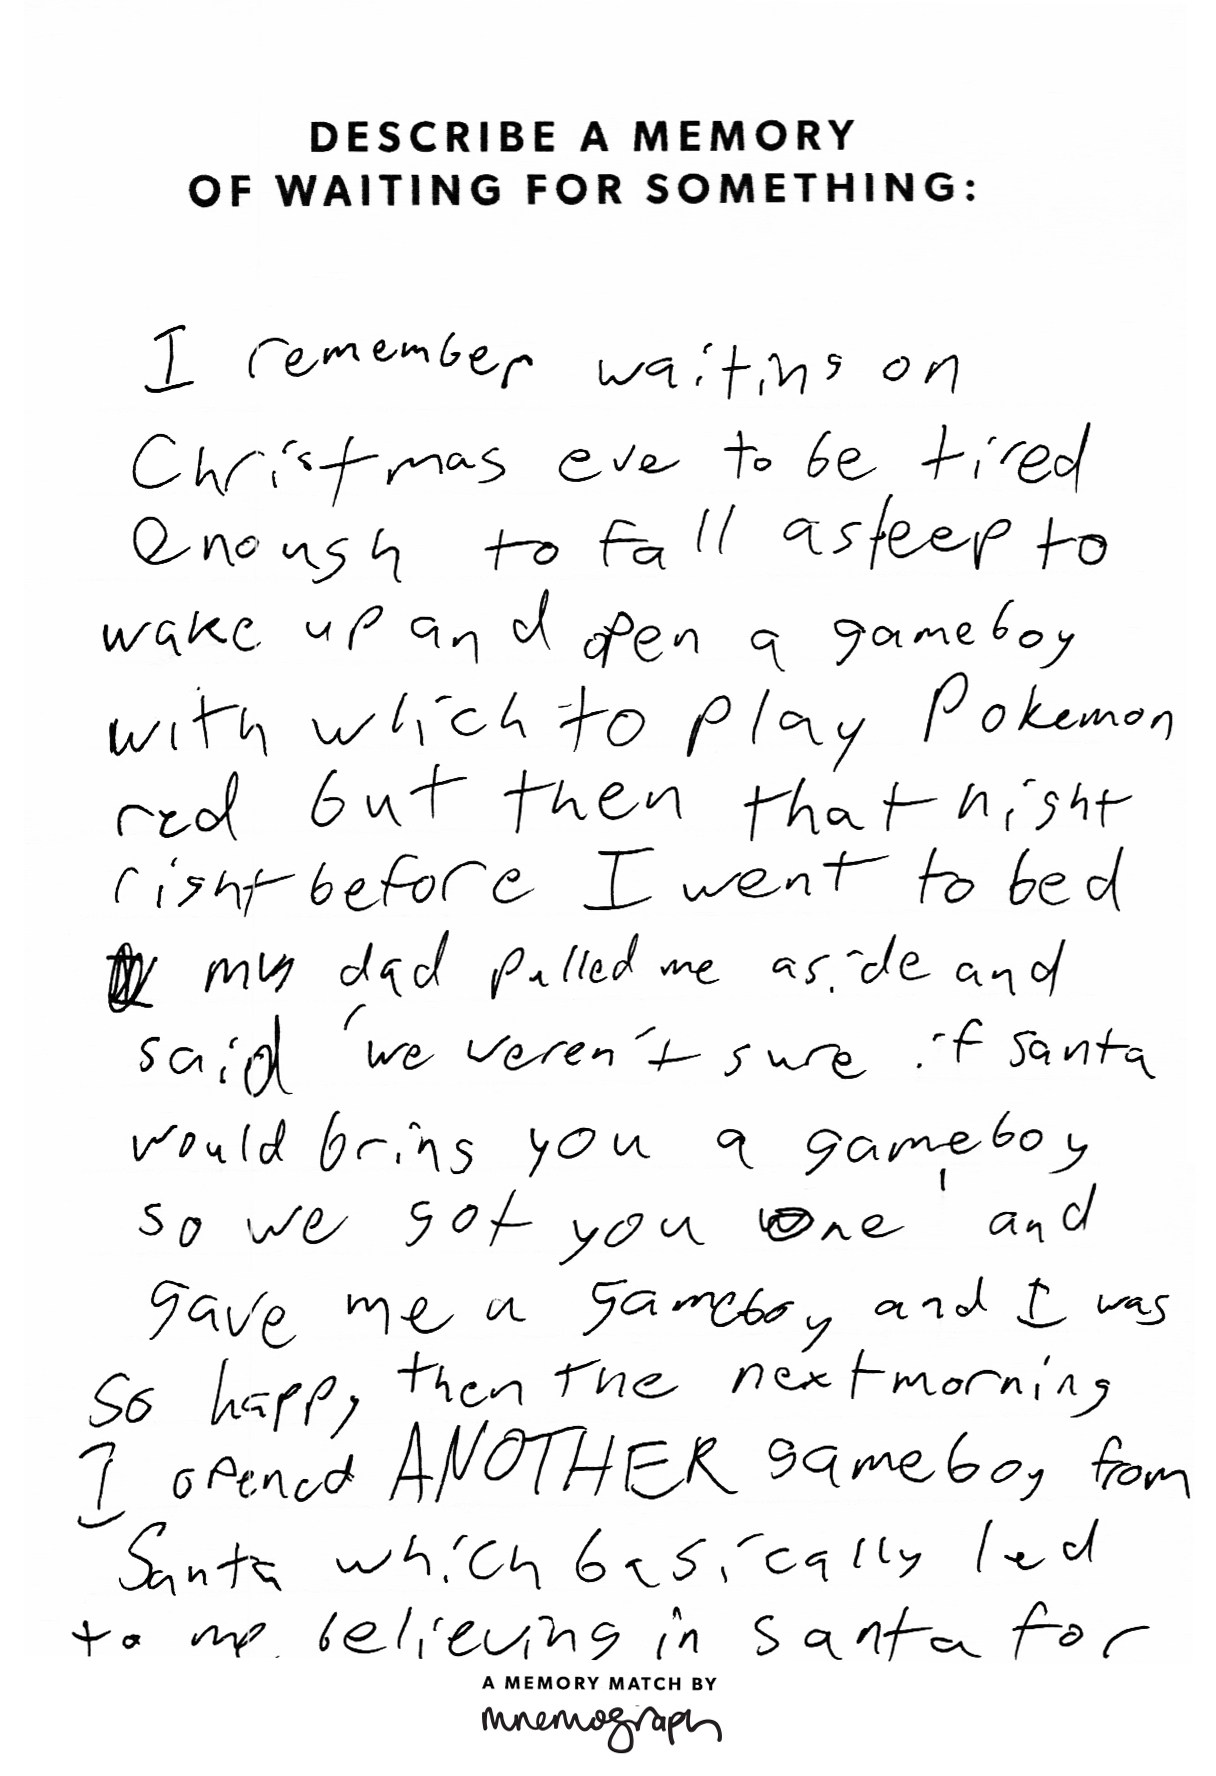 DESCRIBE A MEMORY
OF WAITING FOR SOMETHING:
I remember waiting on
Christmas eve to be tired
enough to fall asleep to
wake up and open a gameboy
with which to play Pokemon
red but then that night
right before I went to bed
my dad pulled me aside and
said 'we weren't sure if santa
would bring you a gameboy
so we got you one' and
gave me a gameboy and I was
so happy then the next morning
I opened ANOTHER gameboy from
Santa which basically led
to me believing in santa for
A MEMORY MATCH BY
mnemograph